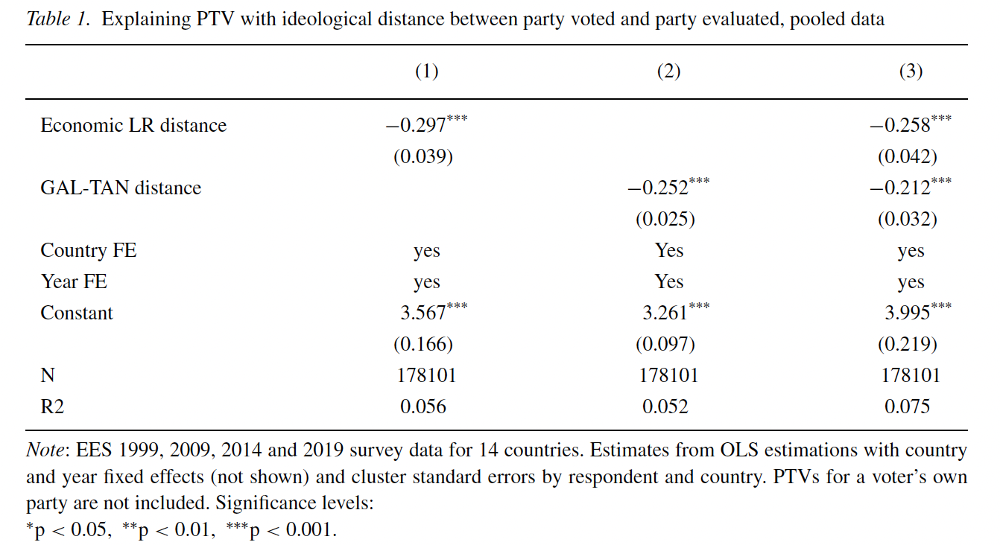 Table 1. Explaining PTV with ideological distance between party voted and party evaluated, pooled data
(1) (2) (3)
Economic LR distance −0.297*** −0.258***
(0.039) (0.042)
GAL-TAN distance −0.252*** −0.212***
(0.025) (0.032)
Country FE yes Yes yes
Year FE yes Yes yes
Constant 3.567*** 3.261*** 3.995***
(0.166) (0.097) (0.219)
N 178101 178101 178101
R2 0.056 0.052 0.075
Note: EES 1999, 2009, 2014 and 2019 survey data for 14 countries. Estimates from OLS estimations with country
and year fixed effects (not shown) and cluster standard errors by respondent and country. PTVs for a voter’s own
party are not included. Significance levels:
*p < 0.05, **p < 0.01, ***p < 0.001.